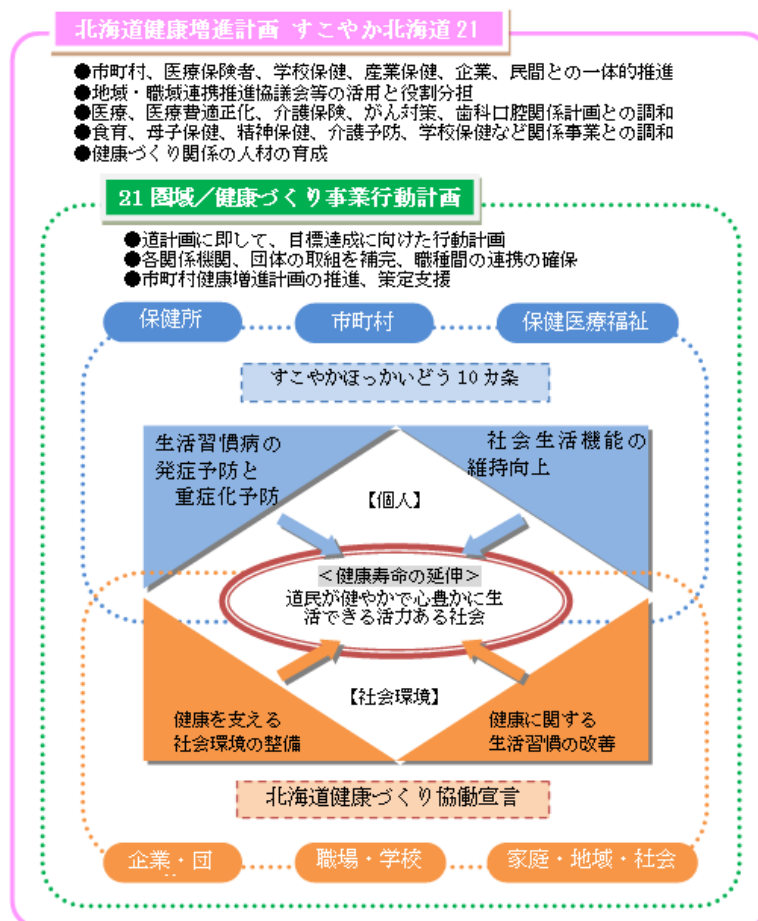 北海道健康増進計画 すこやか北海道21
●市町村、医療保険者、学校保健、産業保健、企業、民間との一体的推進
●地域・職域連携推進協議会等の活用と役割分担
●医療、医療費適正化、介護保険、がん対策、歯科口腔関係計画との調和
●食育、母子保健、精神保健、介護予防、学校保健など関係事業との調和
●健康づくり関係の人材の育成
21圏域／健康づくり事業行動計画
●道計画に即して、目標達成に向けた行動計画
●各関係機関、団体の取組を補完、職種間の連携の確保
●市町村健康増進計画の推進、策定支援
保健所
市町村
保健医療福祉
すこやかほっかいどう10カ条
生活習慣病の
発症予防と
重症化予防
社会生活機能の
維持向上
【個人】
＜健康寿命の延伸＞
道民が健やかで心豊かに生
活できる活力ある社会
【社会環境】
健康を支える
社会環境の整備
健康に関する
生活習慣の改善
北海道健康づくり協働宣言
企業・団
職場・学校
家庭・地域・社会